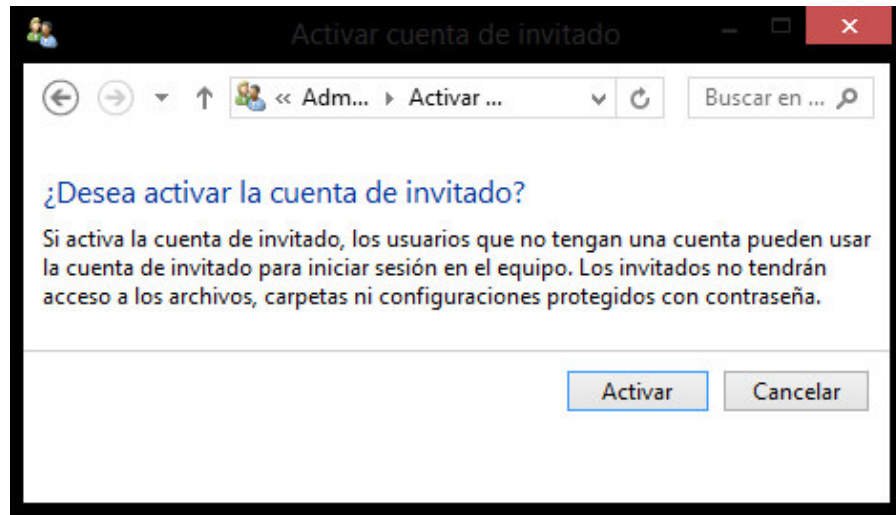 Activar cuenta de invitado
« Adm... ▸ Activar ... Buscar en ...
¿Desea activar la cuenta de invitado?
Si activa la cuenta de invitado, los usuarios que no tengan una cuenta pueden usar
la cuenta de invitado para iniciar sesión en el equipo. Los invitados no tendrán
acceso a los archivos, carpetas ni configuraciones protegidos con contraseña.
Activar Cancelar